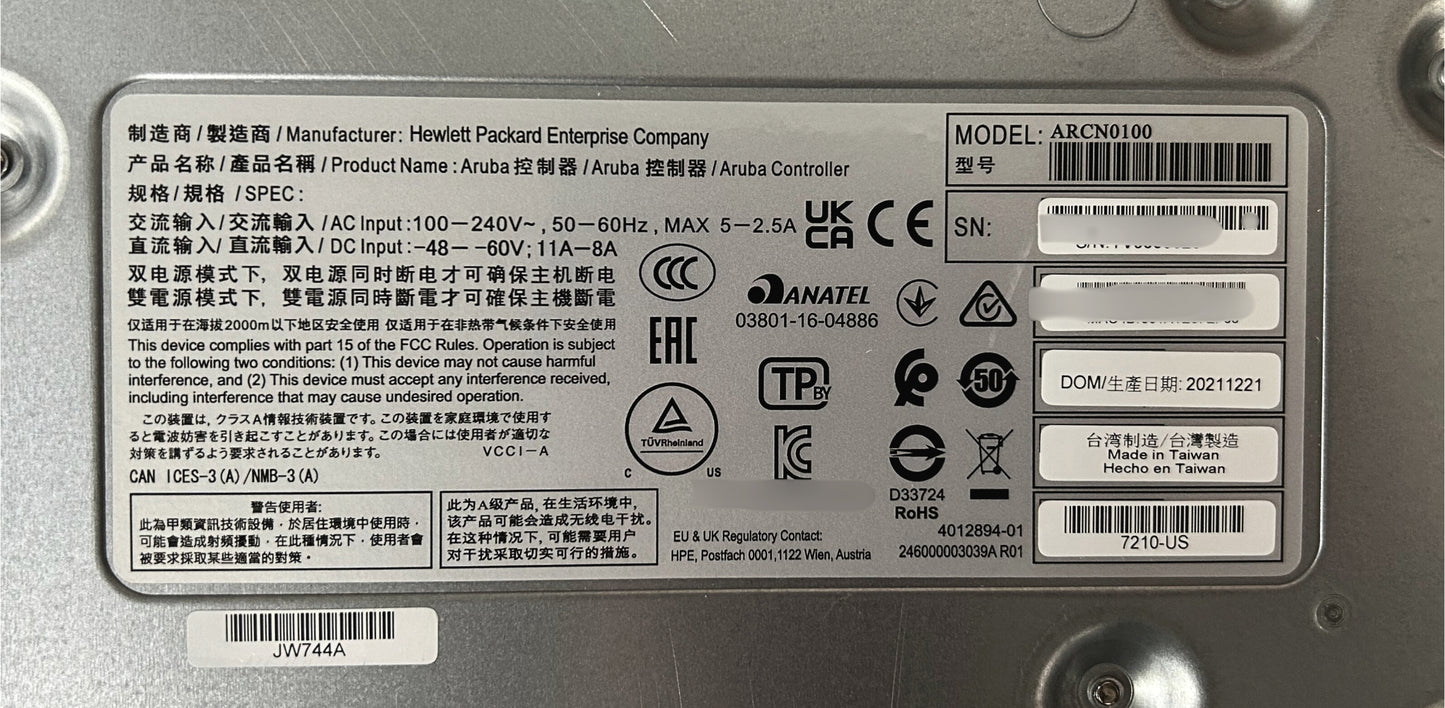 制造商/製造商/Manufacturer: Hewlett Packard Enterprise Company
产品名称/產品名稱/Product Name:Aruba 控制器/Aruba 控制器/Aruba Controller
规格/規格/SPEC:
交流输入/交流輸入/AC Input:100—240V~, 50—60Hz, MAX 5—2.5A
直流输入/直流輸入/DC Input:-48— -60V; 11A—8A
双电源模式下, 双电源同时断电才可确保主机断电
雙電源模式下, 雙電源同時斷電才可確保主機斷電
仅适用于在海拔2000m以下地区安全使用 仅适用于在非热带气候条件下安全使用
This device complies with part 15 of the FCC Rules. Operation is subject
to the following two conditions: (1) This device may not cause harmful
interference, and (2) This device must accept any interference received,
including interference that may cause undesired operation.
この装置は, クラスA情報技術装置です。この装置を家庭環境で使用す
ると電波妨害を引き起こすことがあります。この場合には使用者が適切な
対策を講ずるよう要求されることがあります。 VCCI-A
CAN ICES-3(A)/NMB-3(A)
警告使用者:
此為甲類資訊技術設備, 於居住環境中使用時,
可能會造成射頻擾動, 在此種情況下, 使用者會
被要求採取某些適當的對策。
此为A级产品, 在生活环境中,
该产品可能会造成无线电干扰。
在这种情况下, 可能需要用户
对干扰采取切实可行的措施。
UK
CA
CE
CCC
ANATEL
03801-16-04886
EAC
TP
BY
50
TÜVRheinland
C US
D33724
RoHS
EU & UK Regulatory Contact:
HPE, Postfach 0001,1122 Wien, Austria
4012894-01
246000003039A R01
MODEL: ARCN0100
型号
SN:
DOM/生產日期: 20211221
台湾制造/台灣製造
Made in Taiwan
Hecho en Taiwan
7210-US
JW744A